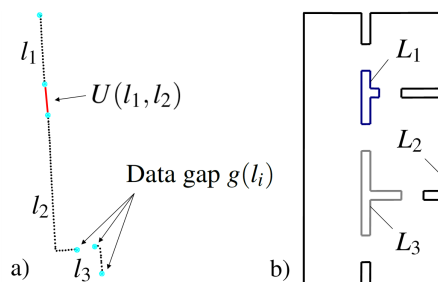 l₁
U(l₁, l₂)
l₂
Data gap g(lᵢ)
l₃
a)
L₁
L₂
L₃
b)